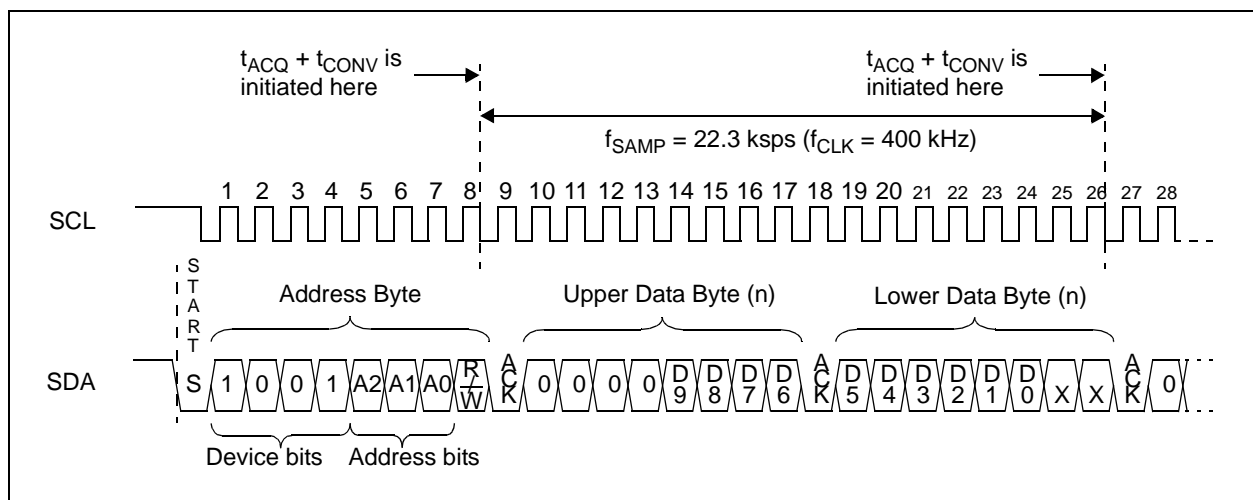 tACQ + tCONV is
initiated here
tACQ + tCONV is
initiated here
fSAMP = 22.3 ksps (fCLK = 400 kHz)
1 2 3 4 5 6 7 8 9 10 11 12 13 14 15 16 17 18 19 20 21 22 23 24 25 26 27 28
SCL
START
Address Byte
Upper Data Byte (n)
Lower Data Byte (n)
SDA
S 1 0 0 1 A2 A1 A0 R/W ACK 0 0 0 0 D9 D8 D7 D6 ACK D5 D4 D3 D2 D1 D0 X X ACK 0
Device bits
Address bits